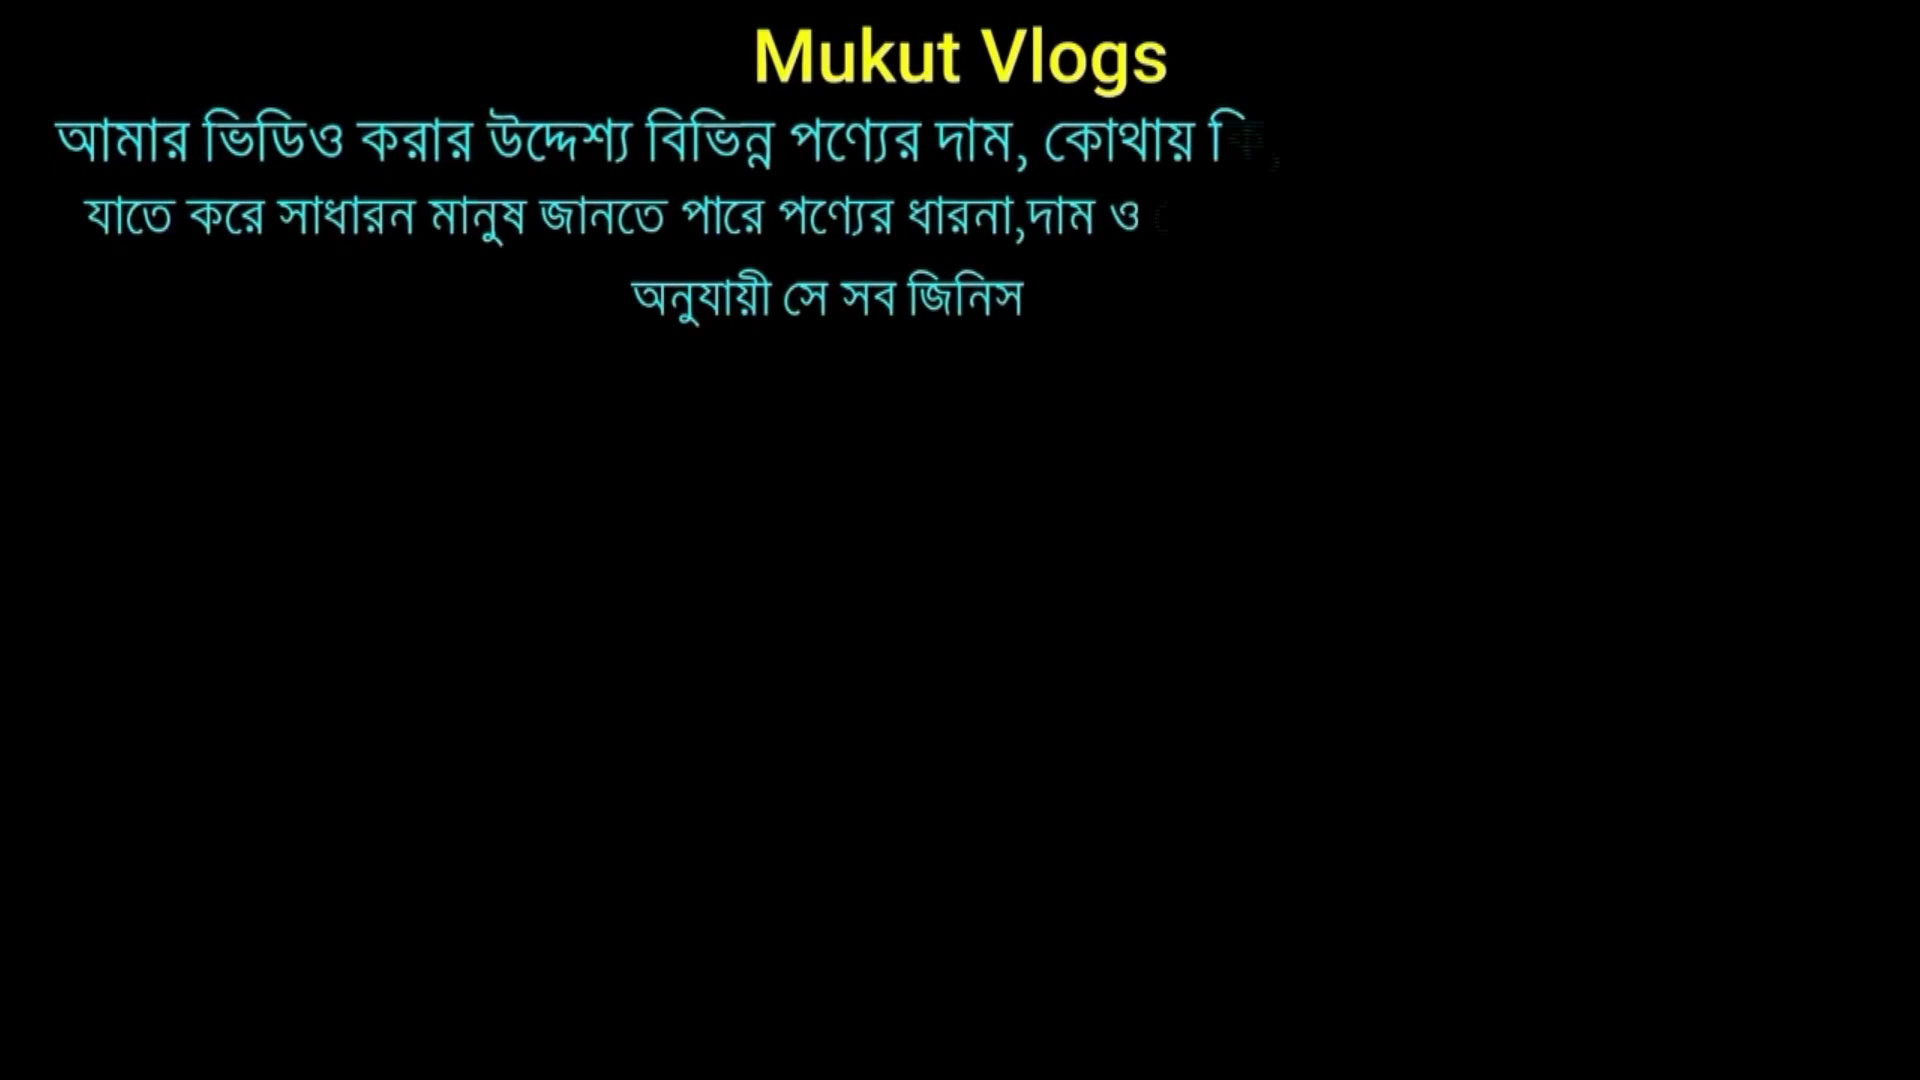 Mukut Vlogs
আমার ভিডিও করার উদ্দেশ্য বিভিন্ন পণ্যের দাম, কোথায়
যাতে করে সাধারন মানুষ জানতে পারে পণ্যের ধারনা,দাম ও
অনুযায়ী সে সব জিনিস